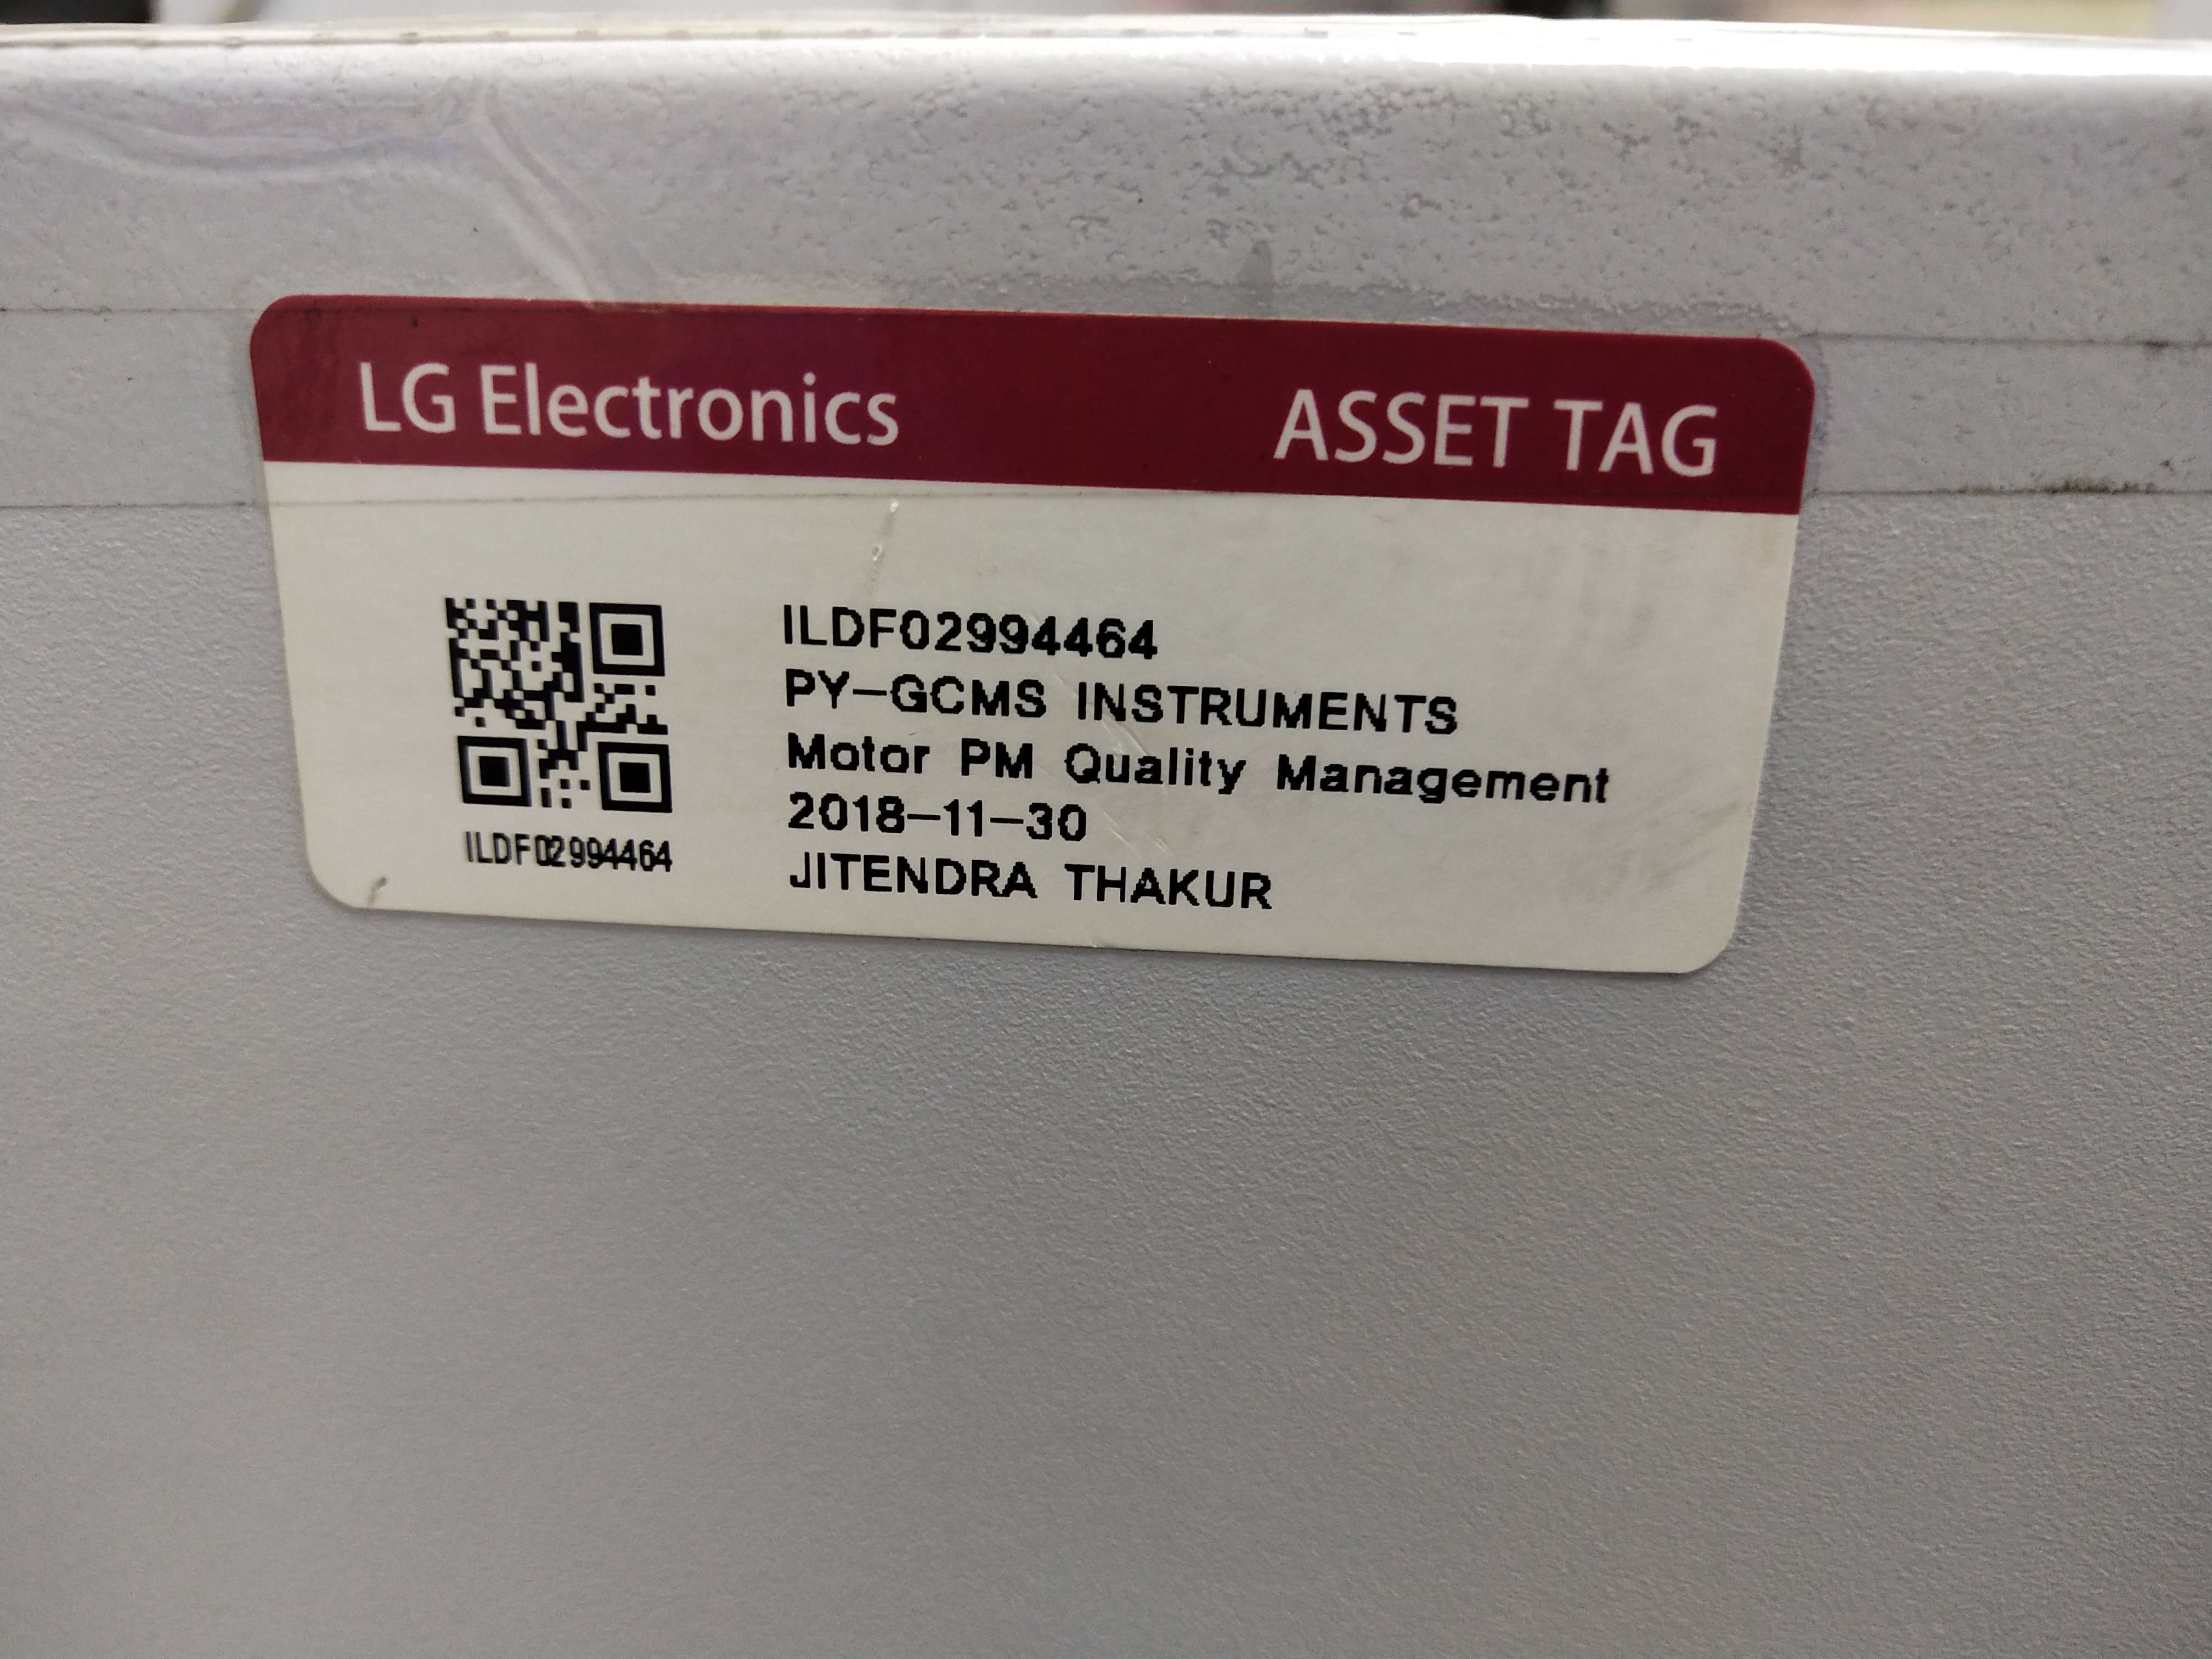 LG Electronics ASSET TAG
ILDF02994464
PY-GCMS INSTRUMENTS
Motor PM Quality Management
2018-11-30
JITENDRA THAKUR
ILDF02994464